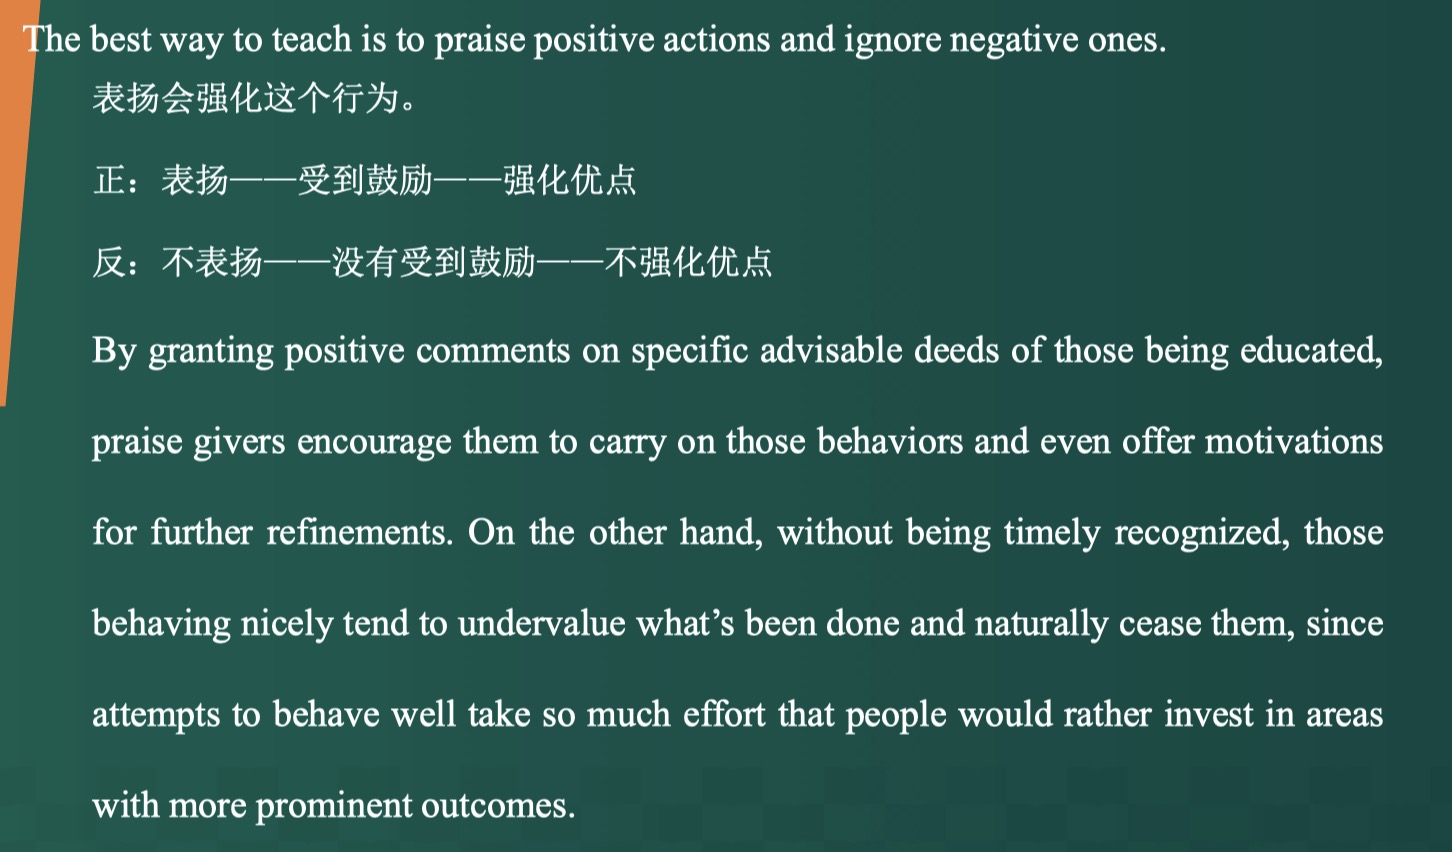 The best way to teach is to praise positive actions and ignore negative ones.
表扬会强化这个行为。
正：表扬——受到鼓励——强化优点
反：不表扬——没有受到鼓励——不强化优点
By granting positive comments on specific advisable deeds of those being educated,
praise givers encourage them to carry on those behaviors and even offer motivations
for further refinements. On the other hand, without being timely recognized, those
behaving nicely tend to undervalue what’s been done and naturally cease them, since
attempts to behave well take so much effort that people would rather invest in areas
with more prominent outcomes.